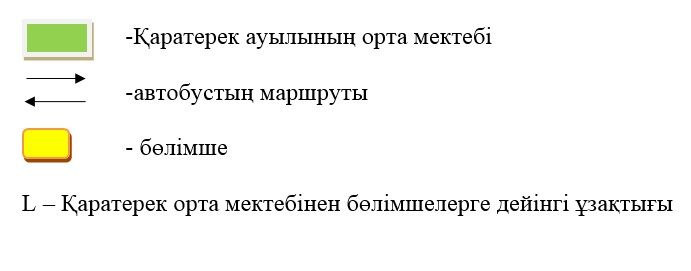 -Қаратерек ауылының орта мектебі
-автобустың маршруты
- бөлімше
L – Қаратерек орта мектебінен бөлімшелерге дейінгі ұзақтығы